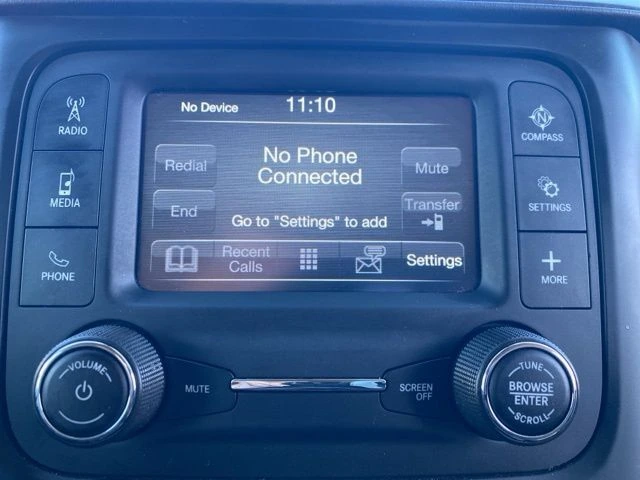 No Device 11:10
RADIO
MEDIA
PHONE
Redial
End
No Phone
Connected
Go to "Settings" to add
Mute
Transfer
Recent
Calls
Settings
N
COMPASS
SETTINGS
+
MORE
VOLUME
MUTE
SCREEN
OFF
TUNE
BROWSE
ENTER
SCROLL